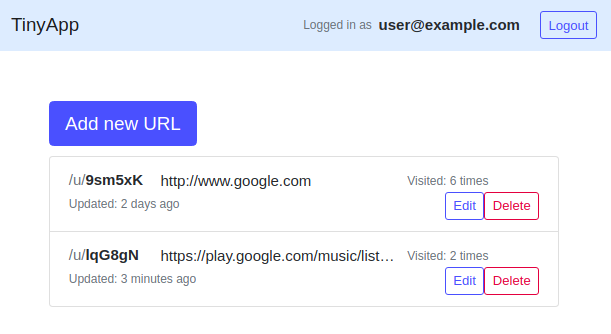 TinyApp Logged in as user@example.com Logout
Add new URL
/u/9sm5xK http://www.google.com Visited: 6 times
Updated: 2 days ago Edit Delete
/u/lqG8gN https://play.google.com/music/list… Visited: 2 times
Updated: 3 minutes ago Edit Delete